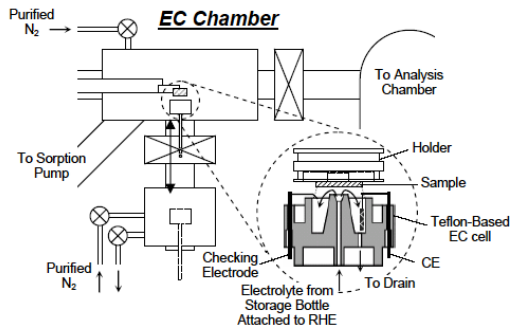 EC Chamber
Purified
N2
To Analysis
Chamber
Holder
To Sorption
Pump
Sample
Teflon-Based
EC cell
Checking
Electrode
CE
Purified
N2
To Drain
Electrolyte from
Storage Bottle
Attached to RHE